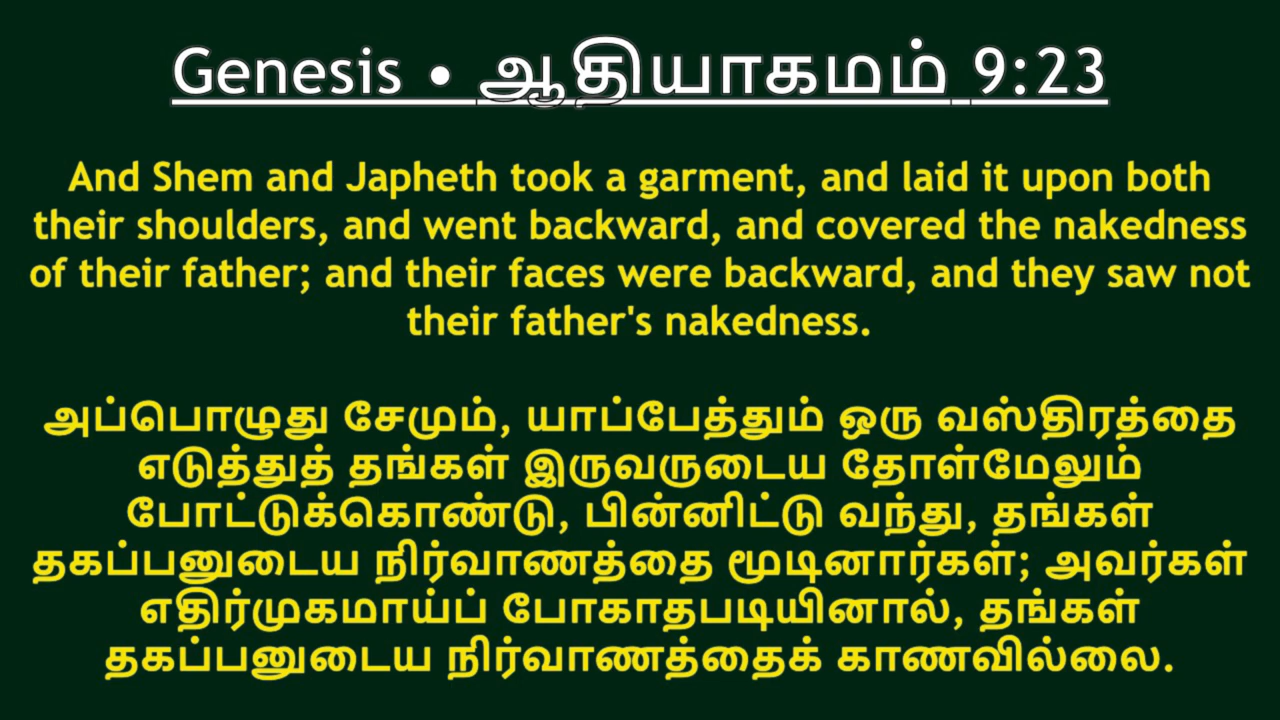 Genesis • ஆதியாகமம் 9:23
And Shem and Japheth took a garment, and laid it upon both
their shoulders, and went backward, and covered the nakedness
of their father; and their faces were backward, and they saw not
their father's nakedness.
அப்பொழுது சேமும், யாப்பேத்தும் ஒரு வஸ்திரத்தை
எடுத்துத் தங்கள் இருவருடைய தோள்மேலும்
போட்டுக்கொண்டு, பின்னிட்டு வந்து, தங்கள்
தகப்பனுடைய நிர்வாணத்தை மூடினார்கள்; அவர்கள்
எதிர்முகமாய்ப் போகாதபடியினால், தங்கள்
தகப்பனுடைய நிர்வாணத்தைக் காணவில்லை.